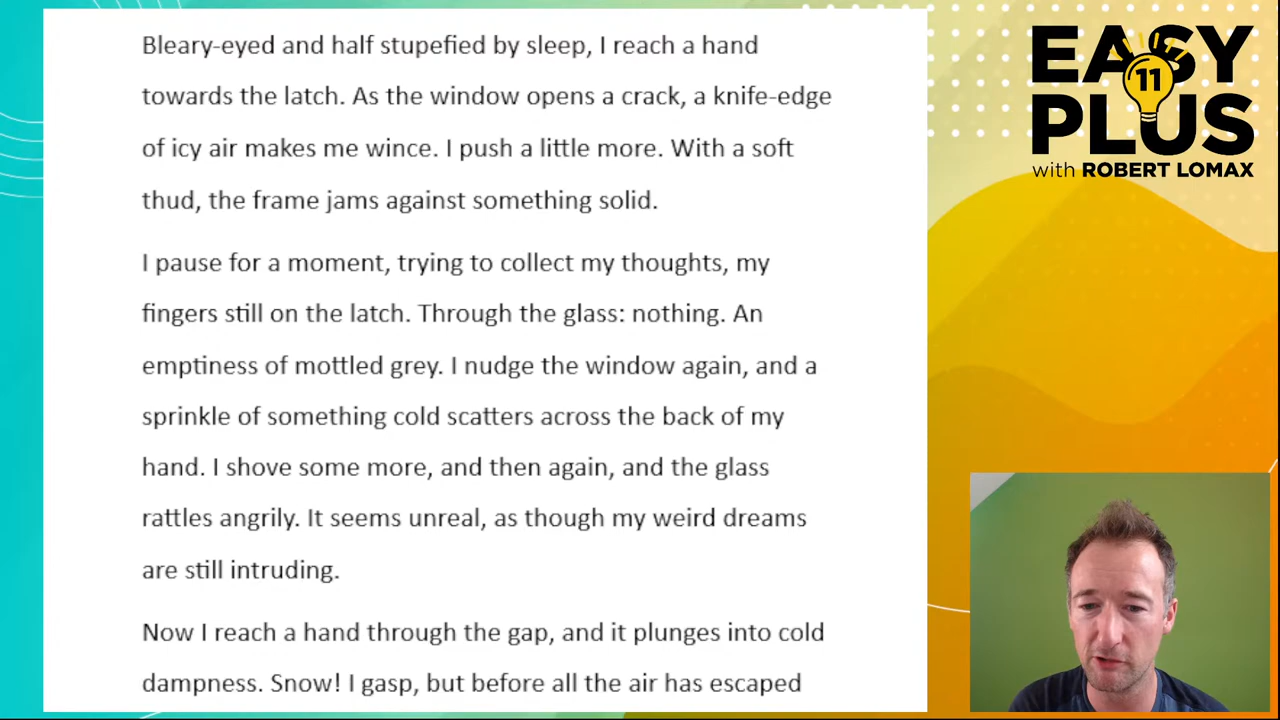 Bleary-eyed and half stupefied by sleep, I reach a hand
towards the latch. As the window opens a crack, a knife-edge
of icy air makes me wince. I push a little more. With a soft
thud, the frame jams against something solid.
I pause for a moment, trying to collect my thoughts, my
fingers still on the latch. Through the glass: nothing. An
emptiness of mottled grey. I nudge the window again, and a
sprinkle of something cold scatters across the back of my
hand. I shove some more, and then again, and the glass
rattles angrily. It seems unreal, as though my weird dreams
are still intruding.
Now I reach a hand through the gap, and it plunges into cold
dampness. Snow! I gasp, but before all the air has escaped
EASY
11
PLUS
with ROBERT LOMAX